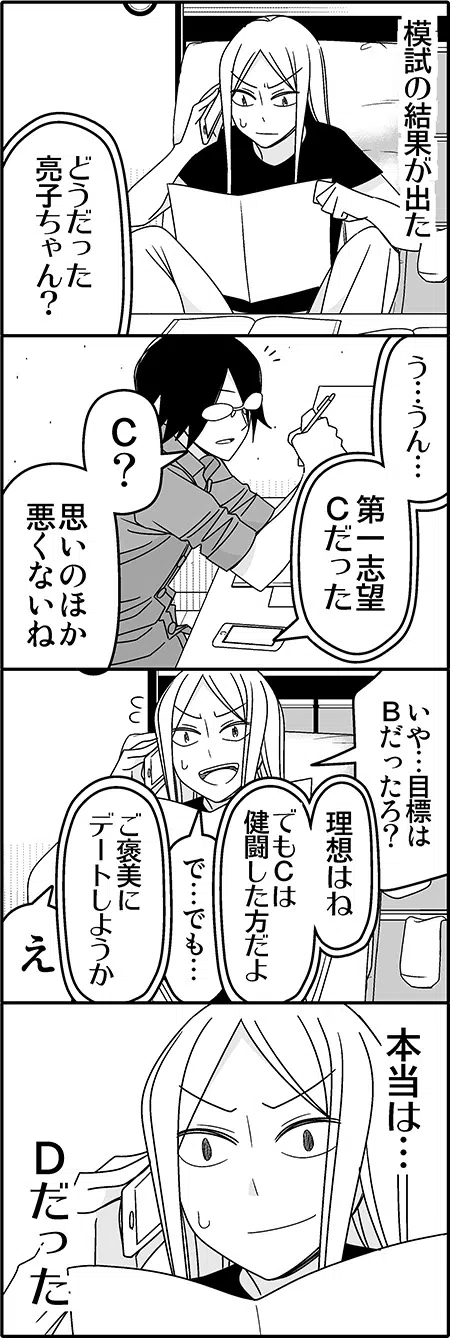 模試の結果が出た
どうだった
亮子ちゃん？
う…うん…
第一志望
Cだった
C？
思いのほか
悪くないね
いや…目標は
Bだったろ？
理想はね
でもCは
健闘した方だよ
で…でも…
ご褒美に
デートしようか
え
本当は…
Dだった